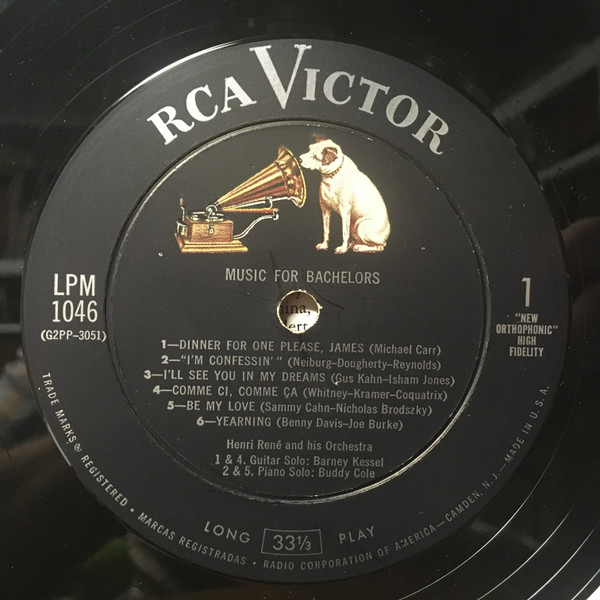 RCA VICTOR
MUSIC FOR BACHELORS
LPM
1046
(G2PP-3051)
1
"NEW
ORTHOPHONIC"
HIGH
FIDELITY
1—DINNER FOR ONE PLEASE, JAMES (Michael Carr)
2—"I'M CONFESSIN'" (Neiburg-Dougherty-Reynolds)
3—I'LL SEE YOU IN MY DREAMS (Gus Kahn-Isham Jones)
4—COMME CI, COMME ÇA (Whitney-Kramer-Coquatrix)
5—BE MY LOVE (Sammy Cahn-Nicholas Brodszky)
6—YEARNING (Benny Davis-Joe Burke)
Henri René and his Orchestra
1 & 4. Guitar Solo: Barney Kessel
2 & 5. Piano Solo: Buddy Cole
LONG 33⅓ PLAY
TRADE MARKS ® REGISTERED • MARCAS REGISTRADAS • RADIO CORPORATION OF AMERICA—CAMDEN, N. J.—MADE IN U.S.A.